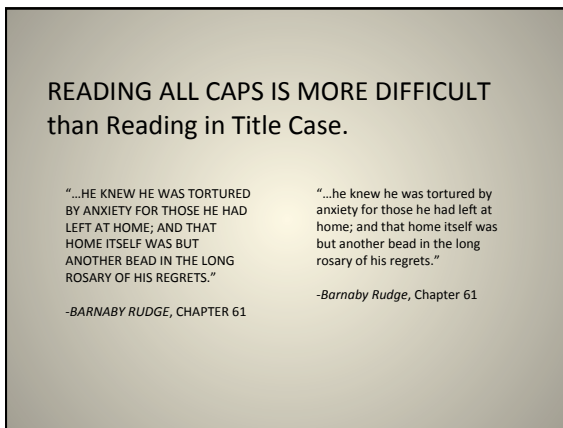 READING ALL CAPS IS MORE DIFFICULT
than Reading in Title Case.
“…HE KNEW HE WAS TORTURED
BY ANXIETY FOR THOSE HE HAD
LEFT AT HOME; AND THAT
HOME ITSELF WAS BUT
ANOTHER BEAD IN THE LONG
ROSARY OF HIS REGRETS.”
-BARNABY RUDGE, CHAPTER 61
“…he knew he was tortured by
anxiety for those he had left at
home; and that home itself was
but another bead in the long
rosary of his regrets.”
-Barnaby Rudge, Chapter 61